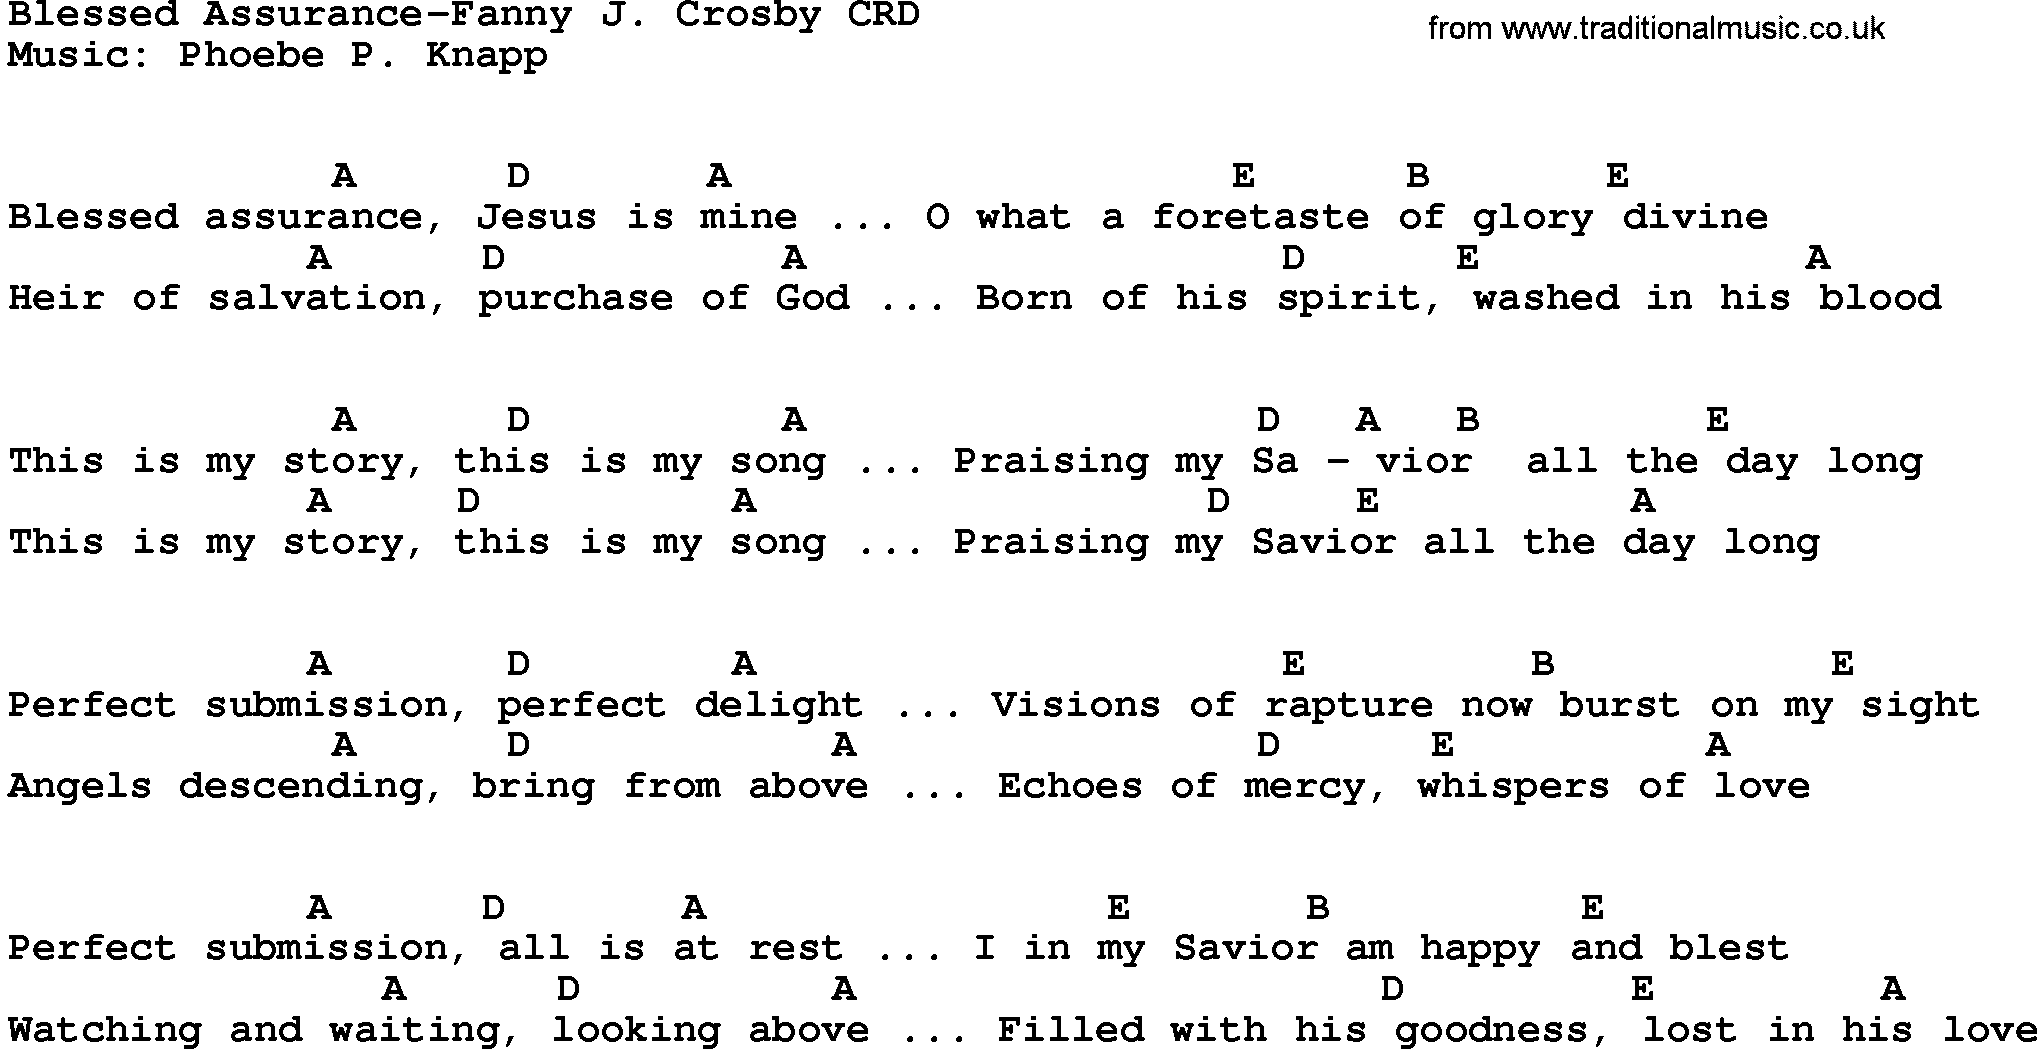 Blessed Assurance-Fanny J. Crosby CRD
from www.traditionalmusic.co.uk
Music: Phoebe P. Knapp
A D A E B E
Blessed assurance, Jesus is mine ... O what a foretaste of glory divine
A D A D E A
Heir of salvation, purchase of God ... Born of his spirit, washed in his blood
A D A D A B E
This is my story, this is my song ... Praising my Sa - vior all the day long
A D A D E A
This is my story, this is my song ... Praising my Savior all the day long
A D A E B E
Perfect submission, perfect delight ... Visions of rapture now burst on my sight
A D A D E A
Angels descending, bring from above ... Echoes of mercy, whispers of love
A D A E B E
Perfect submission, all is at rest ... I in my Savior am happy and blest
A D A D E A
Watching and waiting, looking above ... Filled with his goodness, lost in his love